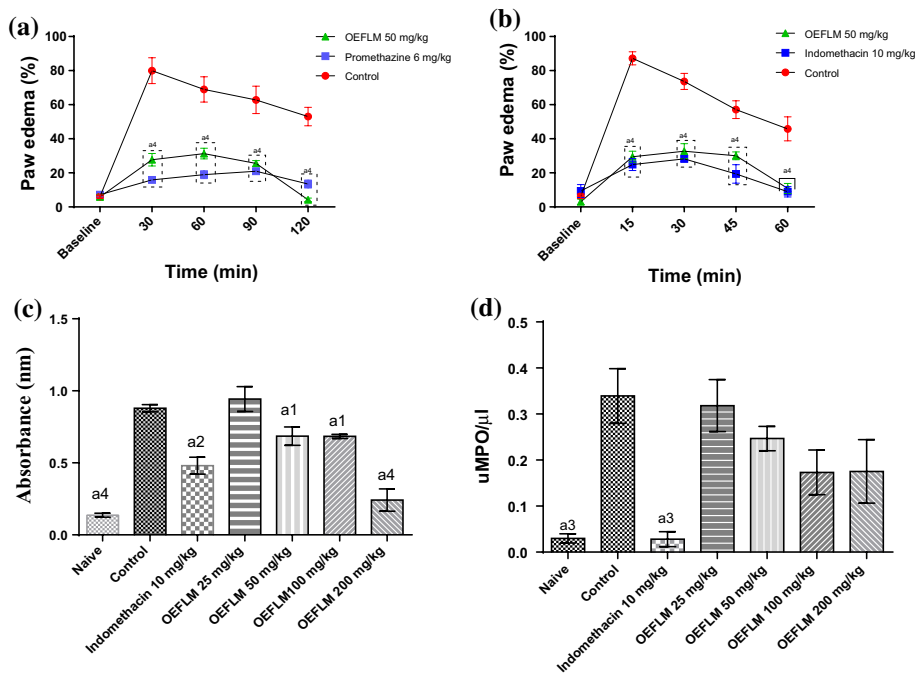 (a)
OEFLM 50 mg/kg
Promethazine 6 mg/kg
Control
Paw edema (%)
100
80
60
40
20
0
a4
a4
a4
a4
Baseline
30
60
90
120
Time (min)
(b)
OEFLM 50 mg/kg
Indomethacin 10 mg/kg
Control
Paw edema (%)
100
80
60
40
20
0
a4
a4
a4
a4
Baseline
15
30
45
60
Time (min)
(c)
Absorbance (nm)
1.5
1.0
0.5
0.0
a4
a2
a1
a1
a4
Naive
Control
Indomethacin 10 mg/kg
OEFLM 25 mg/kg
OEFLM 50 mg/kg
OEFLM100 mg/kg
OEFLM 200 mg/kg
(d)
uMPO/µl
0.5
0.4
0.3
0.2
0.1
0.0
a3
a3
Naive
Control
Indomethacin 10 mg/kg
OEFLM 25 mg/kg
OEFLM 50 mg/kg
OEFLM 100 mg/kg
OEFLM 200 mg/kg